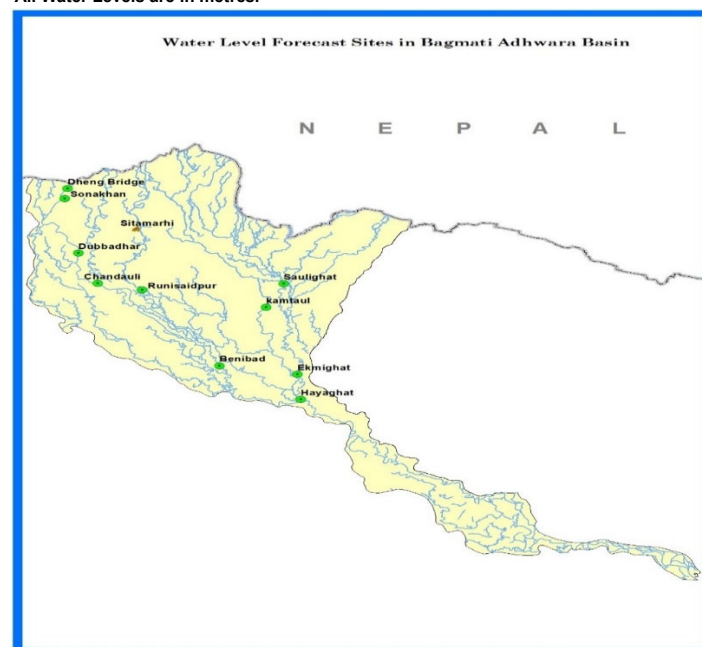 All Water Levels are in metres.
Water Level Forecast Sites in Bagmati Adhwara Basin
N E P A L
Dheng Bridge
Sonakhan
Sitamarhi
Dubbadhar
Chandauli
Saulighat
Runisaidpur
kamtaul
Benibad
Ekmighat
Hayaghat